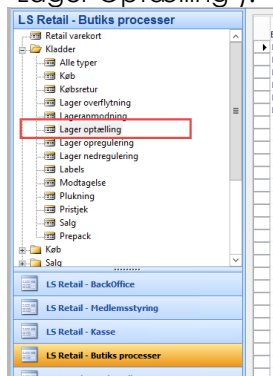 Lager Optælling ).
LS Retail - Butiks processer
Retail varekort
Kladder
Alle typer
Køb
Købsretur
Lager overflytning
Lageranmodning
Lager optælling
Lager opregulering
Lager nedregulering
Labels
Modtagelse
Plukning
Pristjek
Salg
Prepack
Køb
Salg
LS Retail - BackOffice
LS Retail - Medlemsstyring
LS Retail - Kasse
LS Retail - Butiks processer